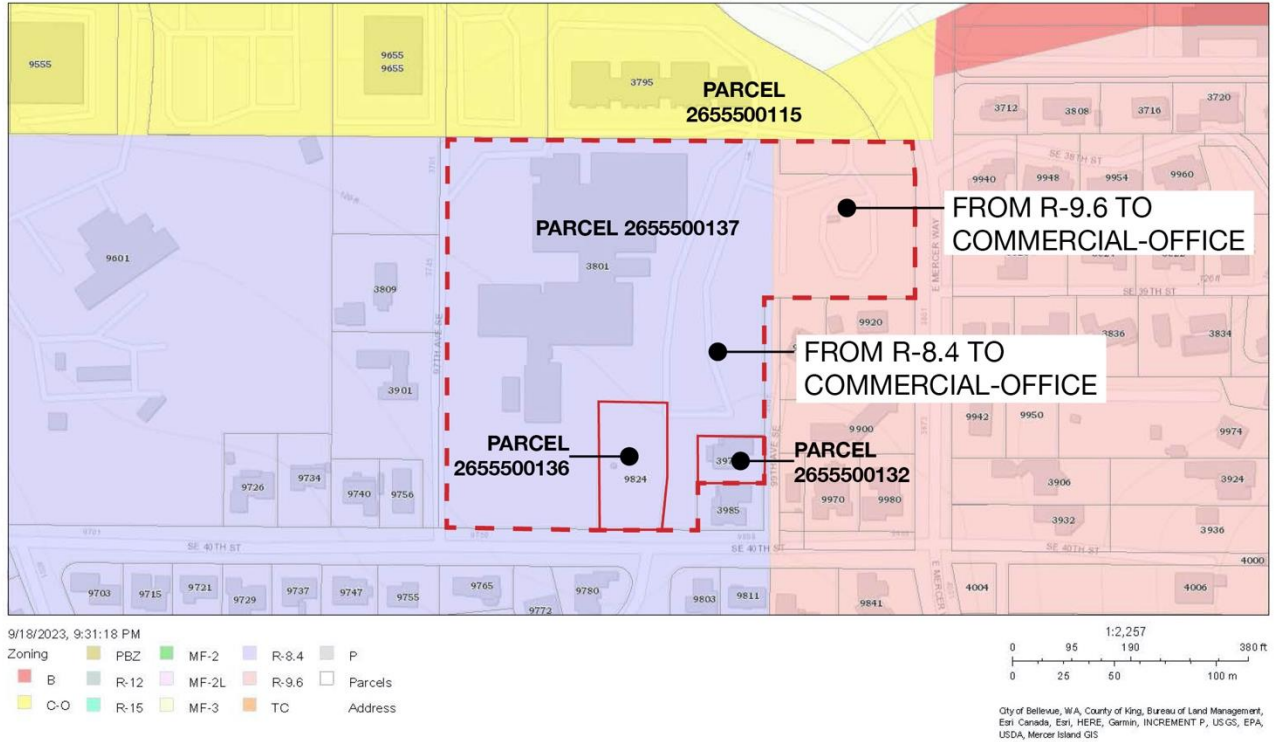 9555
9655
9655
3795
PARCEL
2655500115
3712
3808
3716
3720
SE 38TH ST
9940
9948
9954
9960
PARCEL 2655500137
FROM R-9.6 TO
COMMERCIAL-OFFICE
E MERCER WAY
SE 39TH ST
9601
3801
3809
97TH AVE SE
9920
3836
3834
FROM R-8.4 TO
COMMERCIAL-OFFICE
3901
9942
9950
9974
9900
PARCEL
2655500136
9824
PARCEL
2655500132
99TH AVE SE
9726
9734
9740
9756
3985
9970
9980
3906
3924
3932
3936
SE 40TH ST
SE 40TH ST
SE 40TH ST
4000
9703
9715
9721
9729
9737
9747
9755
9765
9772
9780
9803
9811
9841
4004
4006
9/18/2023, 9:31:18 PM
Zoning
B
C-O
PBZ
R-12
R-15
MF-2
MF-2L
MF-3
R-8.4
R-9.6
TC
P
Parcels
Address
1:2,257
0 95 190 380 ft
0 25 50 100 m
City of Bellevue, WA, County of King, Bureau of Land Management,
Esri Canada, Esri, HERE, Garmin, INCREMENT P, USGS, EPA,
USDA, Mercer Island GIS